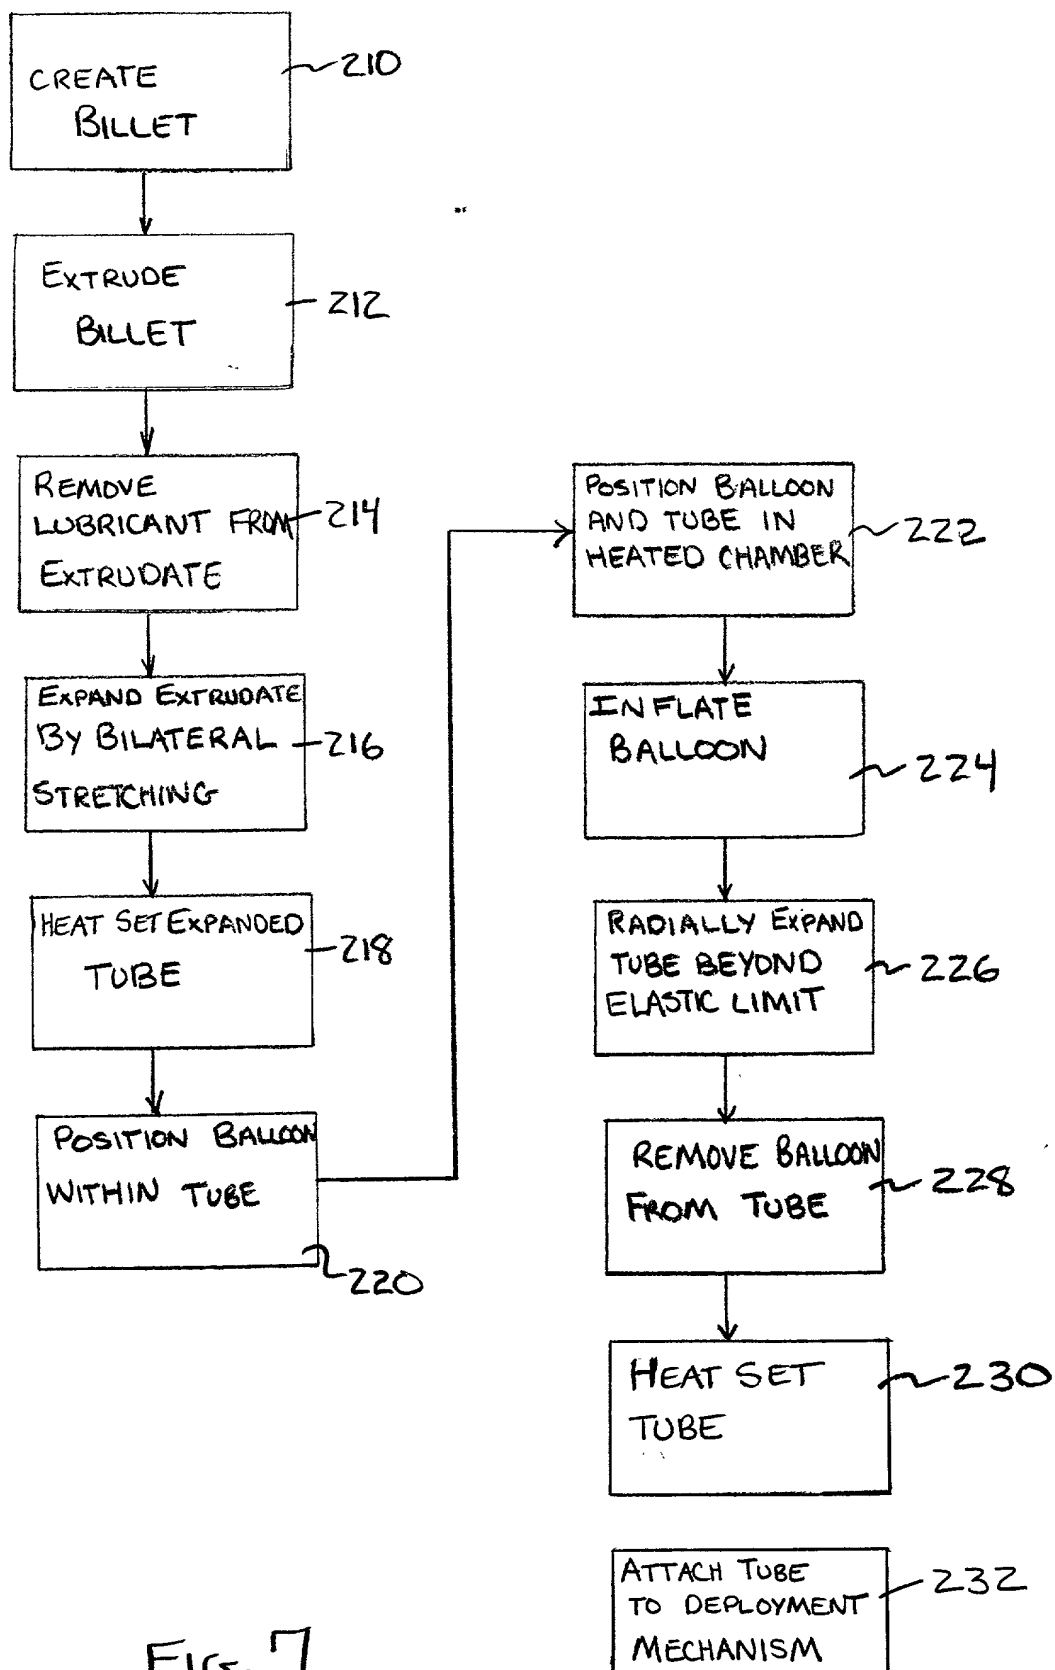 CREATE
BILLET
210
EXTRUDE
BILLET
212
REMOVE
LUBRICANT FROM
EXTRUDATE
214
EXPAND EXTRUDATE
BY BILATERAL
STRETCHING
216
HEAT SET EXPANDED
TUBE
218
POSITION BALLOON
WITHIN TUBE
220
POSITION BALLOON
AND TUBE IN
HEATED CHAMBER
222
INFLATE
BALLOON
224
RADIALLY EXPAND
TUBE BEYOND
ELASTIC LIMIT
226
REMOVE BALLOON
FROM TUBE
228
HEAT SET
TUBE
230
ATTACH TUBE
TO DEPLOYMENT
MECHANISM
232
FIG. 7